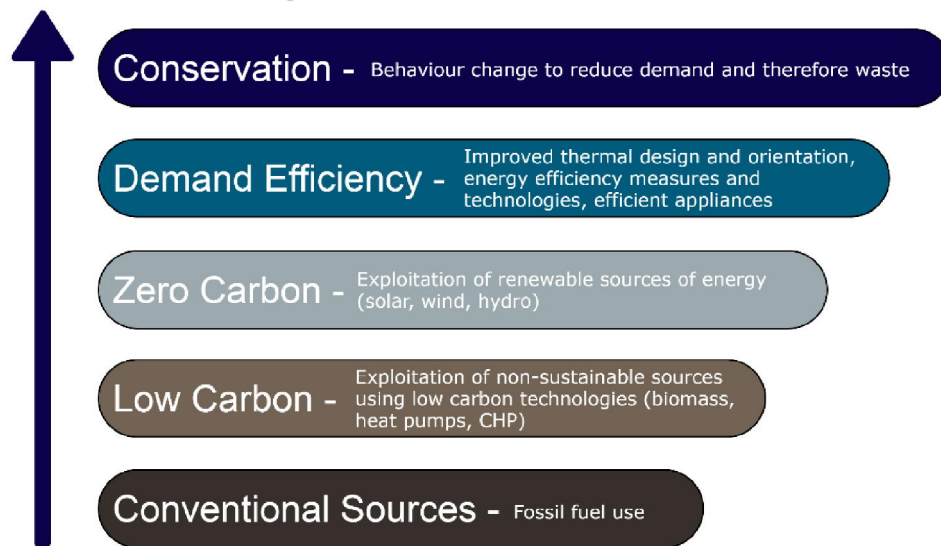 Conservation - Behaviour change to reduce demand and therefore waste
Demand Efficiency - Improved thermal design and orientation,
energy efficiency measures and
technologies, efficient appliances
Zero Carbon - Exploitation of renewable sources of energy
(solar, wind, hydro)
Low Carbon - Exploitation of non-sustainable sources
using low carbon technologies (biomass,
heat pumps, CHP)
Conventional Sources - Fossil fuel use